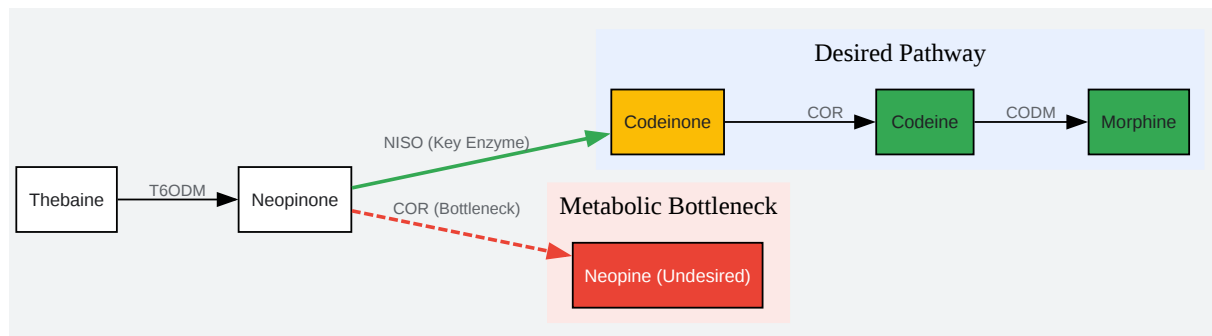 Desired Pathway
Codeinone
COR
Codeine
CODM
Morphine
NISO (Key Enzyme)
Thebaine
T6ODM
Neopinone
COR (Bottleneck)
Metabolic Bottleneck
Neopine (Undesired)